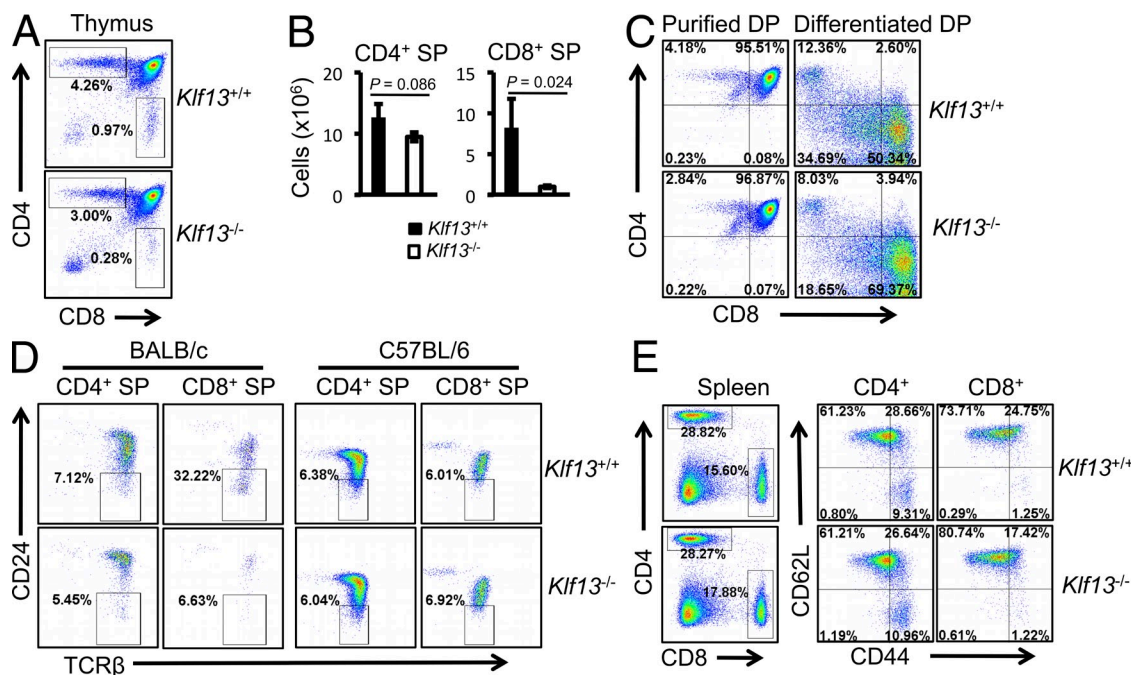 A
Thymus
4.26%
0.97%
Klf13+/+
3.00%
0.28%
Klf13-/-
CD4
CD8
B
CD4+ SP
CD8+ SP
Cells (x10⁶)
20
10
0
P = 0.086
15
10
5
0
P = 0.024
Klf13+/+
Klf13-/-
C
Purified DP
Differentiated DP
4.18%
95.51%
12.36%
2.60%
0.23%
0.08%
34.69%
50.34%
Klf13+/+
2.84%
96.87%
8.03%
3.94%
0.22%
0.07%
18.65%
69.37%
Klf13-/-
CD4
CD8
D
BALB/c
C57BL/6
CD4+ SP
CD8+ SP
CD4+ SP
CD8+ SP
7.12%
32.22%
6.38%
6.01%
Klf13+/+
5.45%
6.63%
6.04%
6.92%
Klf13-/-
CD24
TCRβ
E
Spleen
CD4+
CD8+
28.82%
15.60%
61.23%
28.66%
73.71%
24.75%
0.80%
9.31%
0.29%
1.25%
Klf13+/+
28.27%
17.88%
61.21%
26.64%
80.74%
17.42%
1.19%
10.96%
0.61%
1.22%
Klf13-/-
CD4
CD8
CD62L
CD44